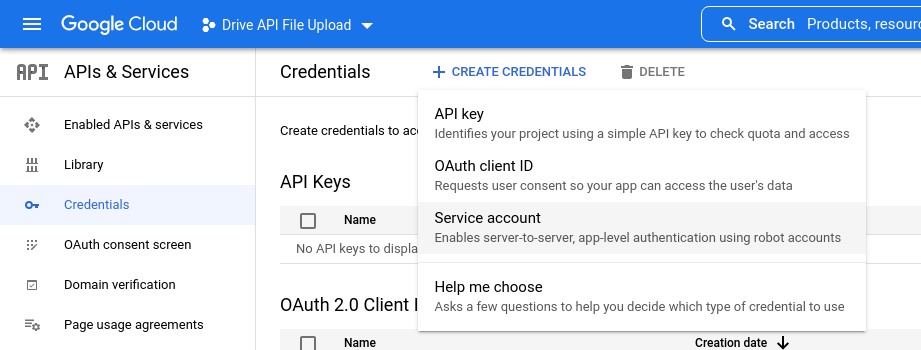 Google Cloud
Drive API File Upload
Search Products, resour
API APIs & Services
Enabled APIs & services
Library
Credentials
OAuth consent screen
Domain verification
Page usage agreements
Credentials
+ CREATE CREDENTIALS
DELETE
Create credentials to acc
API key
Identifies your project using a simple API key to check quota and access
OAuth client ID
Requests user consent so your app can access the user's data
Service account
Enables server-to-server, app-level authentication using robot accounts
Help me choose
Asks a few questions to help you decide which type of credential to use
API Keys
Name
No API keys to displa
OAuth 2.0 Client I
Name
Creation date